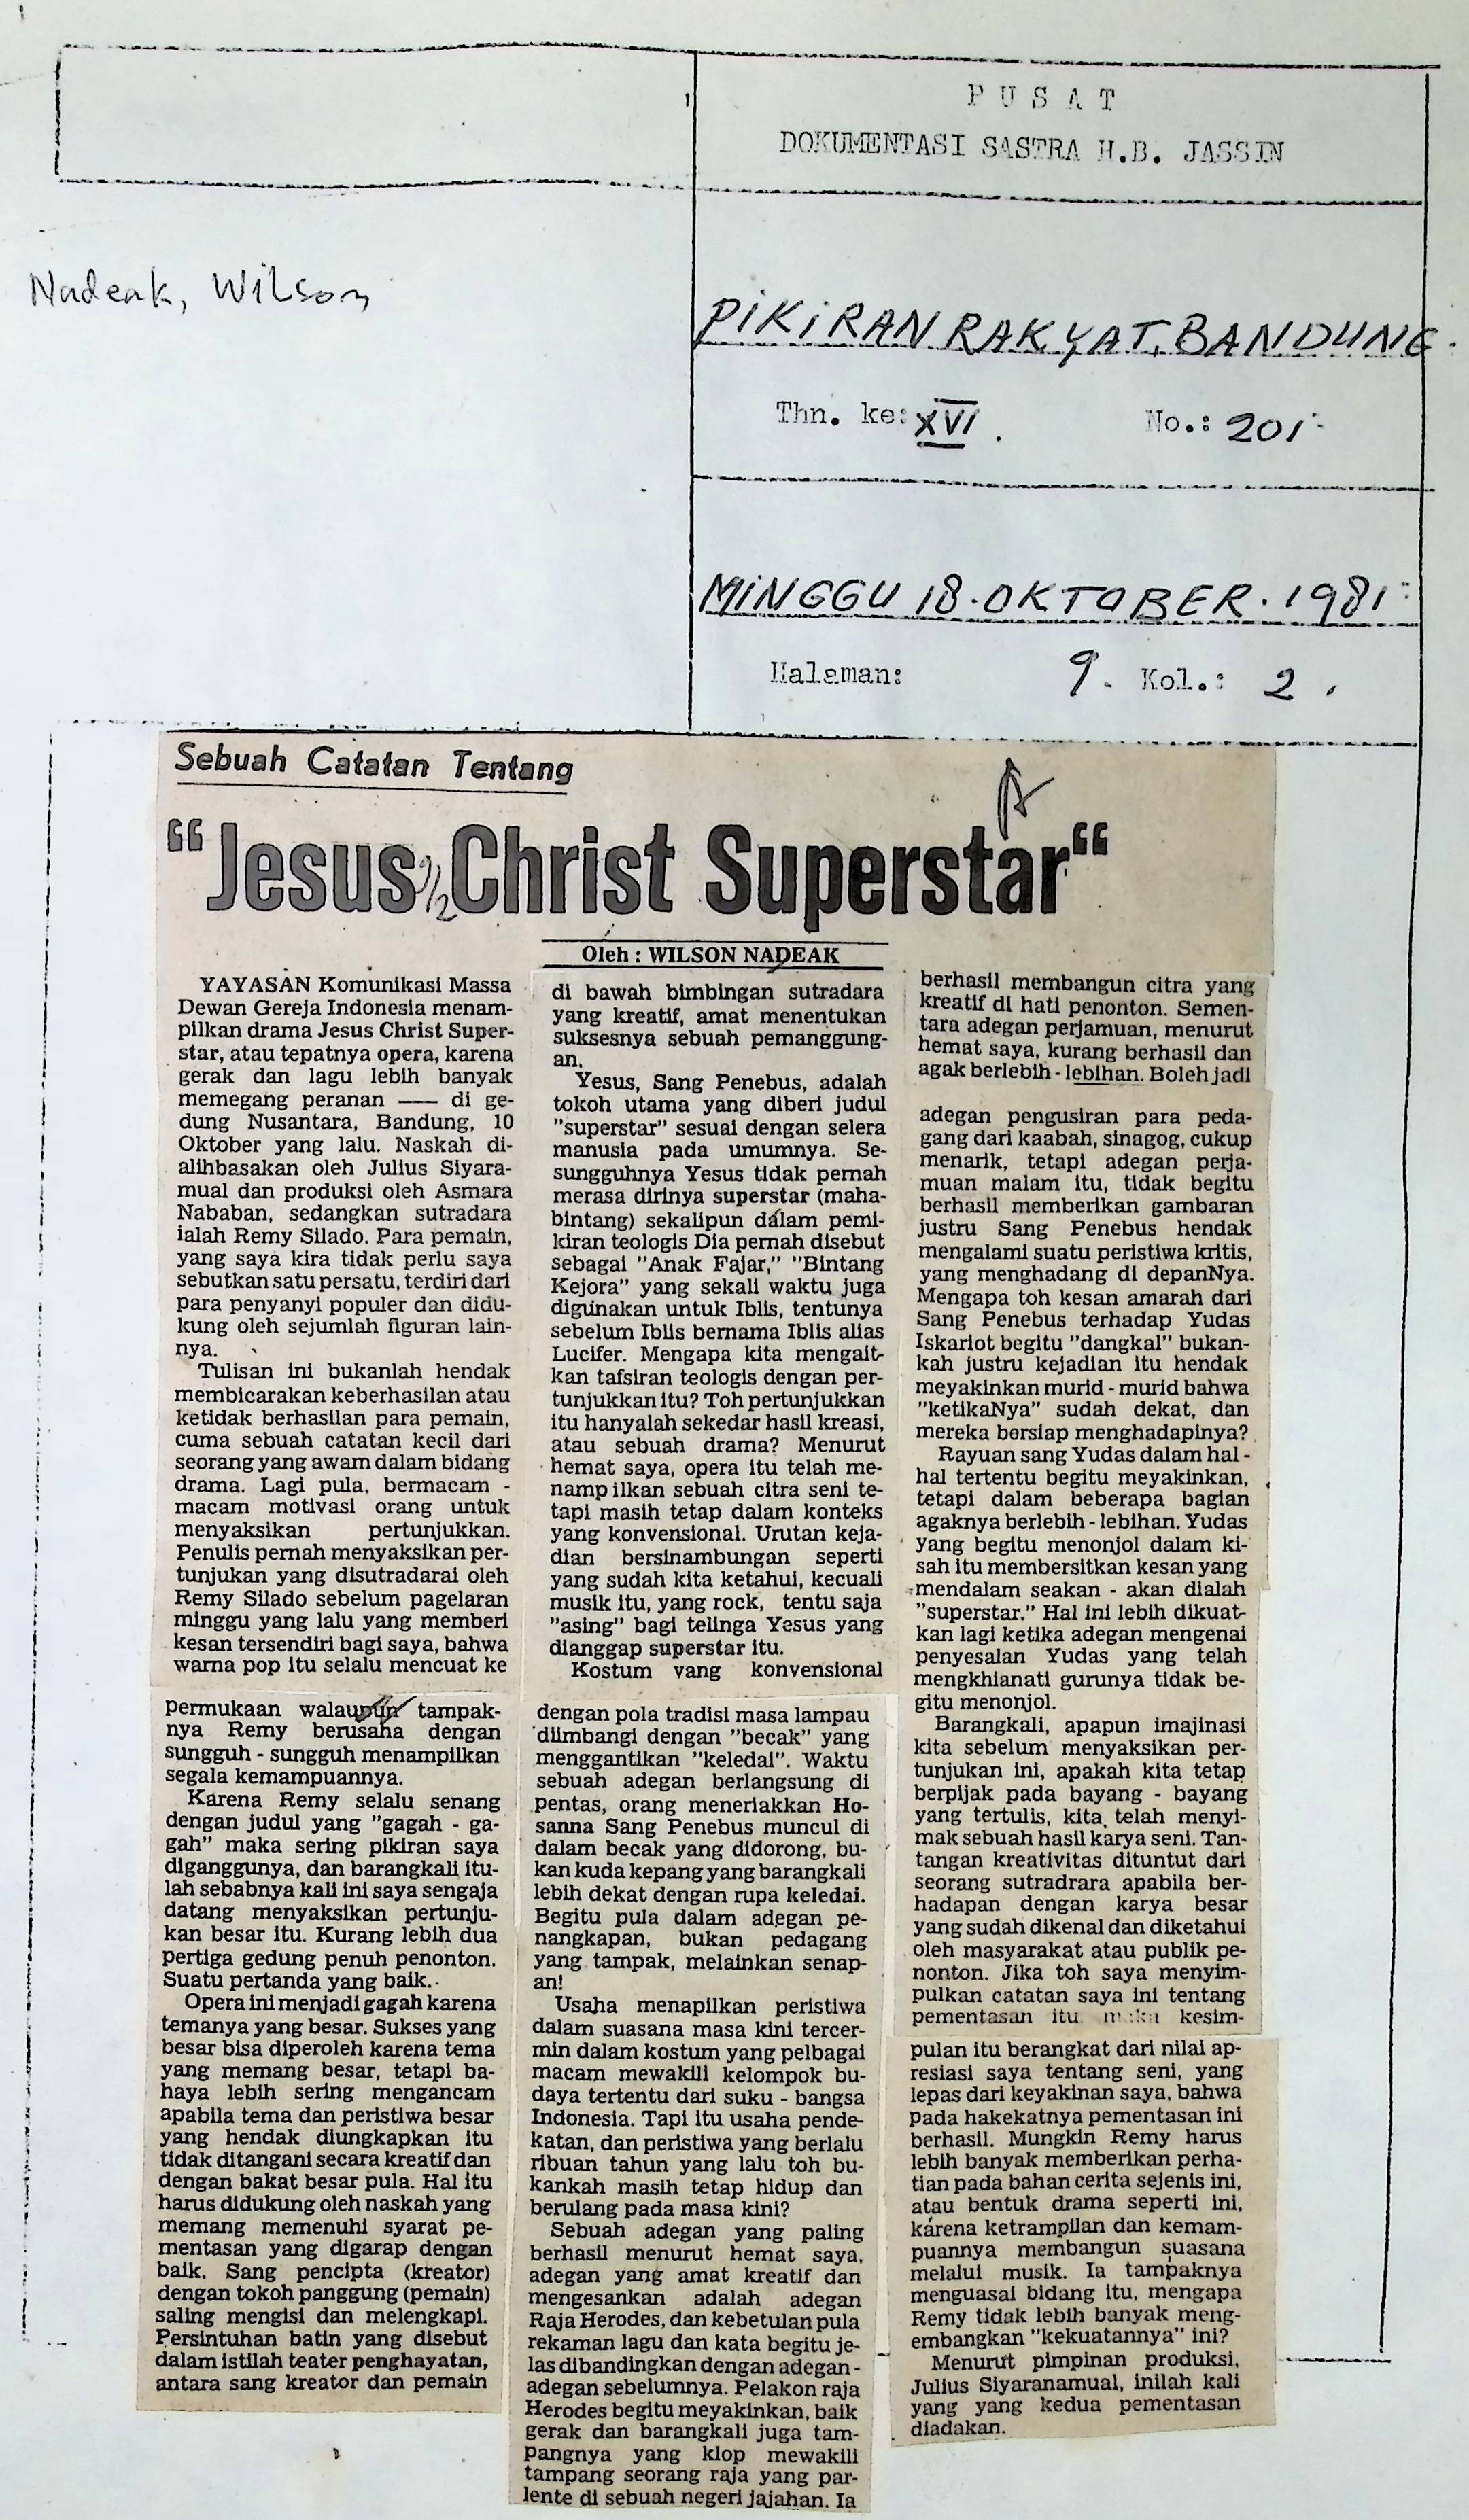 PUSAT
DOKUMENTASI SASTRA H.B. JASSIN
Nadeak, Wilson
PIKIRAN RAKYAT, BANDUNG.
Thn. ke: XVI. No.: 201
MINGGU 18. OKTOBER. 1981
Halaman: 9. Kol.: 2.
Sebuah Catatan Tentang
“Jesus Christ Superstar“
Oleh : WILSON NADEAK
YAYASAN Komunikasi Massa
Dewan Gereja Indonesia menam-
pilkan drama Jesus Christ Super-
star, atau tepatnya opera, karena
gerak dan lagu lebih banyak
memegang peranan —— di ge-
dung Nusantara, Bandung, 10
Oktober yang lalu. Naskah di-
alihbasakan oleh Julius Siyara-
mual dan produksi oleh Asmara
Nababan, sedangkan sutradara
ialah Remy Silado. Para pemain,
yang saya kira tidak perlu saya
sebutkan satu persatu, terdiri dari
para penyanyi populer dan didu-
kung oleh sejumlah figuran lain-
nya.
Tulisan ini bukanlah hendak
membicarakan keberhasilan atau
ketidak berhasilan para pemain,
cuma sebuah catatan kecil dari
seorang yang awam dalam bidang
drama. Lagi pula, bermacam -
macam motivasi orang untuk
menyaksikan pertunjukkan.
Penulis pernah menyaksikan per-
tunjukan yang disutradarai oleh
Remy Silado sebelum pagelaran
minggu yang lalu yang memberi
kesan tersendiri bagi saya, bahwa
warna pop itu selalu mencuat ke
permukaan walaupun tampak-
nya Remy berusaha dengan
sungguh - sungguh menampilkan
segala kemampuannya.
Karena Remy selalu senang
dengan judul yang "gagah - ga-
gah" maka sering pikiran saya
diganggunya, dan barangkali itu-
lah sebabnya kali ini saya sengaja
datang menyaksikan pertunju-
kan besar itu. Kurang lebih dua
pertiga gedung penuh penonton.
Suatu pertanda yang baik.
Opera ini menjadi gagah karena
temanya yang besar. Sukses yang
besar bisa diperoleh karena tema
yang memang besar, tetapi ba-
haya lebih sering mengancam
apabila tema dan peristiwa besar
yang hendak diungkapkan itu
tidak ditangani secara kreatif dan
dengan bakat besar pula. Hal itu
harus didukung oleh naskah yang
memang memenuhi syarat pe-
mentasan yang digarap dengan
baik. Sang pencipta (kreator)
dengan tokoh panggung (pemain)
saling mengisi dan melengkapi.
Persintuhan batin yang disebut
dalam istilah teater penghayatan,
antara sang kreator dan pemain
di bawah bimbingan sutradara
yang kreatif, amat menentukan
suksesnya sebuah pemanggung-
an.
Yesus, Sang Penebus, adalah
tokoh utama yang diberi judul
"superstar" sesuai dengan selera
manusia pada umumnya. Se-
sungguhnya Yesus tidak pernah
merasa dirinya superstar (maha-
bintang) sekalipun dalam pemi-
kiran teologis Dia pernah disebut
sebagai "Anak Fajar," "Bintang
Kejora" yang sekali waktu juga
digunakan untuk Iblis, tentunya
sebelum Iblis bernama Iblis alias
Lucifer. Mengapa kita mengait-
kan tafsiran teologis dengan per-
tunjukkan itu? Toh pertunjukkan
itu hanyalah sekedar hasil kreasi,
atau sebuah drama? Menurut
hemat saya, opera itu telah me-
namp ilkan sebuah citra seni te-
tapi masih tetap dalam konteks
yang konvensional. Urutan keja-
dian bersinambungan seperti
yang sudah kita ketahui, kecuali
musik itu, yang rock, tentu saja
"asing" bagi telinga Yesus yang
dianggap superstar itu.
Kostum yang konvensional
dengan pola tradisi masa lampau
diimbangi dengan "becak" yang
menggantikan "keledai". Waktu
sebuah adegan berlangsung di
pentas, orang meneriakkan Ho-
sanna Sang Penebus muncul di
dalam becak yang didorong, bu-
kan kuda kepang yang barangkali
lebih dekat dengan rupa keledai.
Begitu pula dalam adegan pe-
nangkapan, bukan pedagang
yang tampak, melainkan senap-
an!
Usaha menapilkan peristiwa
dalam suasana masa kini tercer-
min dalam kostum yang pelbagai
macam mewakili kelompok bu-
daya tertentu dari suku - bangsa
Indonesia. Tapi itu usaha pende-
katan, dan peristiwa yang berlalu
ribuan tahun yang lalu toh bu-
kankah masih tetap hidup dan
berulang pada masa kini?
Sebuah adegan yang paling
berhasil menurut hemat saya,
adegan yang amat kreatif dan
mengesankan adalah adegan
Raja Herodes, dan kebetulan pula
rekaman lagu dan kata begitu je-
las dibandingkan dengan adegan -
adegan sebelumnya. Pelakon raja
Herodes begitu meyakinkan, baik
gerak dan barangkali juga tam-
pangnya yang klop mewakili
tampang seorang raja yang par-
lente di sebuah negeri jajahan. Ia
berhasil membangun citra yang
kreatif di hati penonton. Semen-
tara adegan perjamuan, menurut
hemat saya, kurang berhasil dan
agak berlebih - lebihan. Boleh jadi
adegan pengusiran para peda-
gang dari kaabah, sinagog, cukup
menarik, tetapi adegan perja-
muan malam itu, tidak begitu
berhasil memberikan gambaran
justru Sang Penebus hendak
mengalami suatu peristiwa kritis,
yang menghadang di depanNya.
Mengapa toh kesan amarah dari
Sang Penebus terhadap Yudas
Iskariot begitu "dangkal" bukan-
kah justru kejadian itu hendak
meyakinkan murid - murid bahwa
"ketikaNya" sudah dekat, dan
mereka bersiap menghadapinya?
Rayuan sang Yudas dalam hal -
hal tertentu begitu meyakinkan,
tetapi dalam beberapa bagian
agaknya berlebih - lebihan. Yudas
yang begitu menonjol dalam ki-
sah itu membersitkan kesan yang
mendalam seakan - akan dialah
"superstar." Hal ini lebih dikuat-
kan lagi ketika adegan mengenai
penyesalan Yudas yang telah
mengkhianati gurunya tidak be-
gitu menonjol.
Barangkali, apapun imajinasi
kita sebelum menyaksikan per-
tunjukan ini, apakah kita tetap
berpijak pada bayang - bayang
yang tertulis, kita telah menyi-
mak sebuah hasil karya seni. Tan-
tangan kreativitas dituntut dari
seorang sutradrara apabila ber-
hadapan dengan karya besar
yang sudah dikenal dan diketahui
oleh masyarakat atau publik pe-
nonton. Jika toh saya menyim-
pulkan catatan saya ini tentang
pementasan itu maka kesim-
pulan itu berangkat dari nilai ap-
resiasi saya tentang seni, yang
lepas dari keyakinan saya, bahwa
pada hakekatnya pementasan ini
berhasil. Mungkin Remy harus
lebih banyak memberikan perha-
tian pada bahan cerita sejenis ini,
atau bentuk drama seperti ini,
karena ketrampilan dan kemam-
puannya membangun suasana
melalui musik. Ia tampaknya
menguasai bidang itu, mengapa
Remy tidak lebih banyak meng-
embangkan "kekuatannya" ini?
Menurut pimpinan produksi,
Julius Siyaranamual, inilah kali
yang yang kedua pementasan
diadakan.